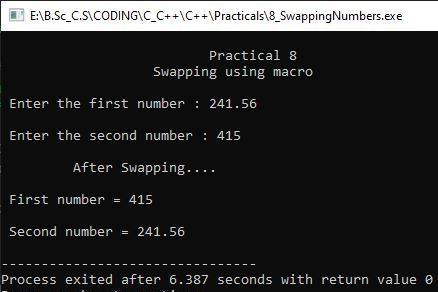 E:\B.Sc_C.S\CODING\C_C++\C++\Practicals\8_SwappingNumbers.exe
Practical 8
Swapping using macro
Enter the first number : 241.56
Enter the second number : 415
After Swapping....
First number = 415
Second number = 241.56
--------------------------------
Process exited after 6.387 seconds with return value 0